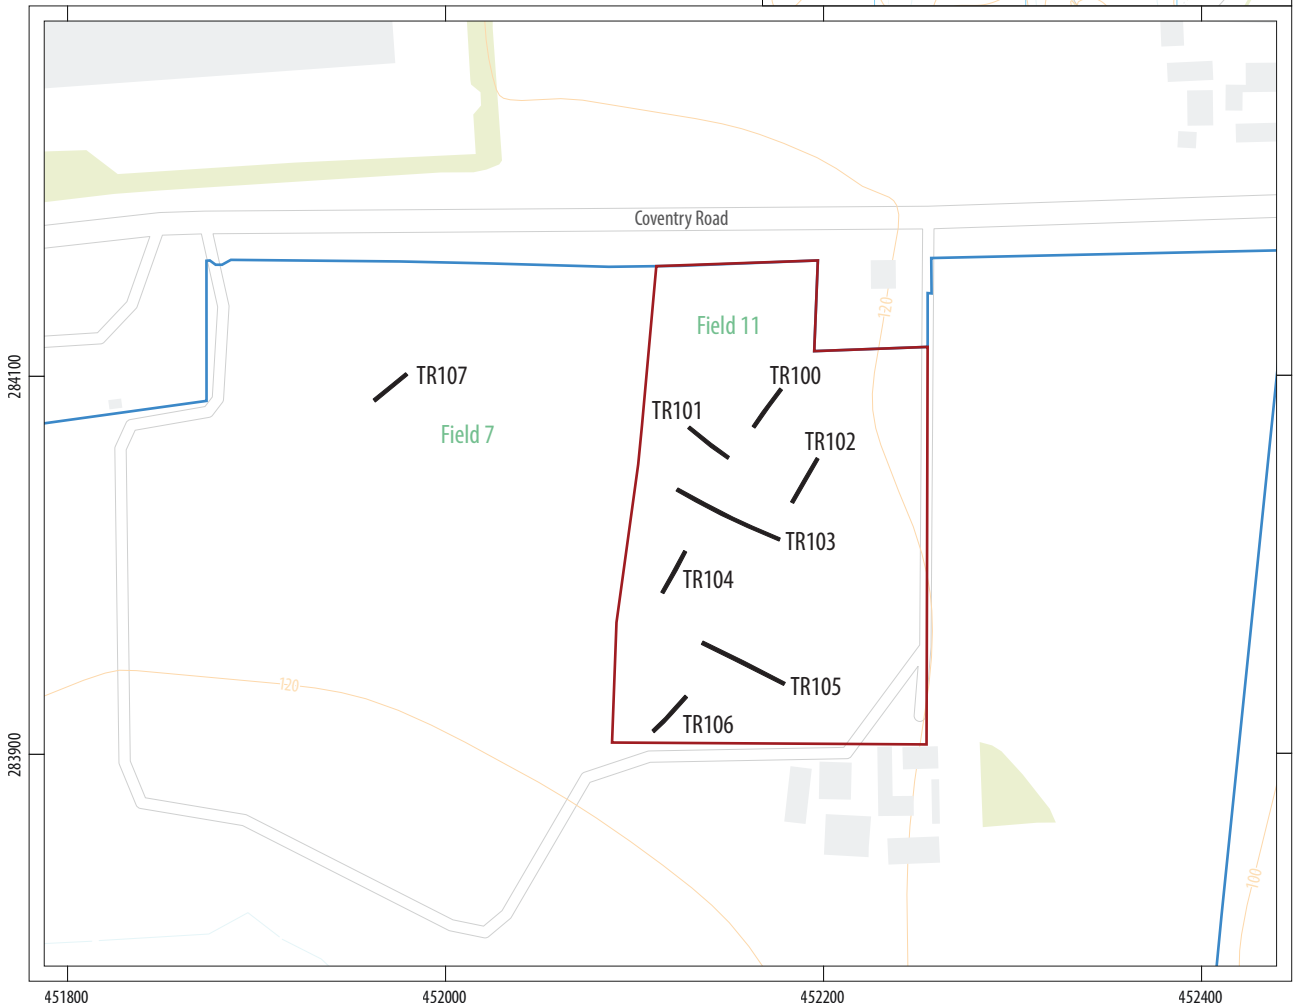 Coventry Road
120
Field 11
284100
TR107
TR100
TR101
Field 7
TR102
TR103
TR104
120
TR105
TR106
283900
100
451800
452000
452200
452400